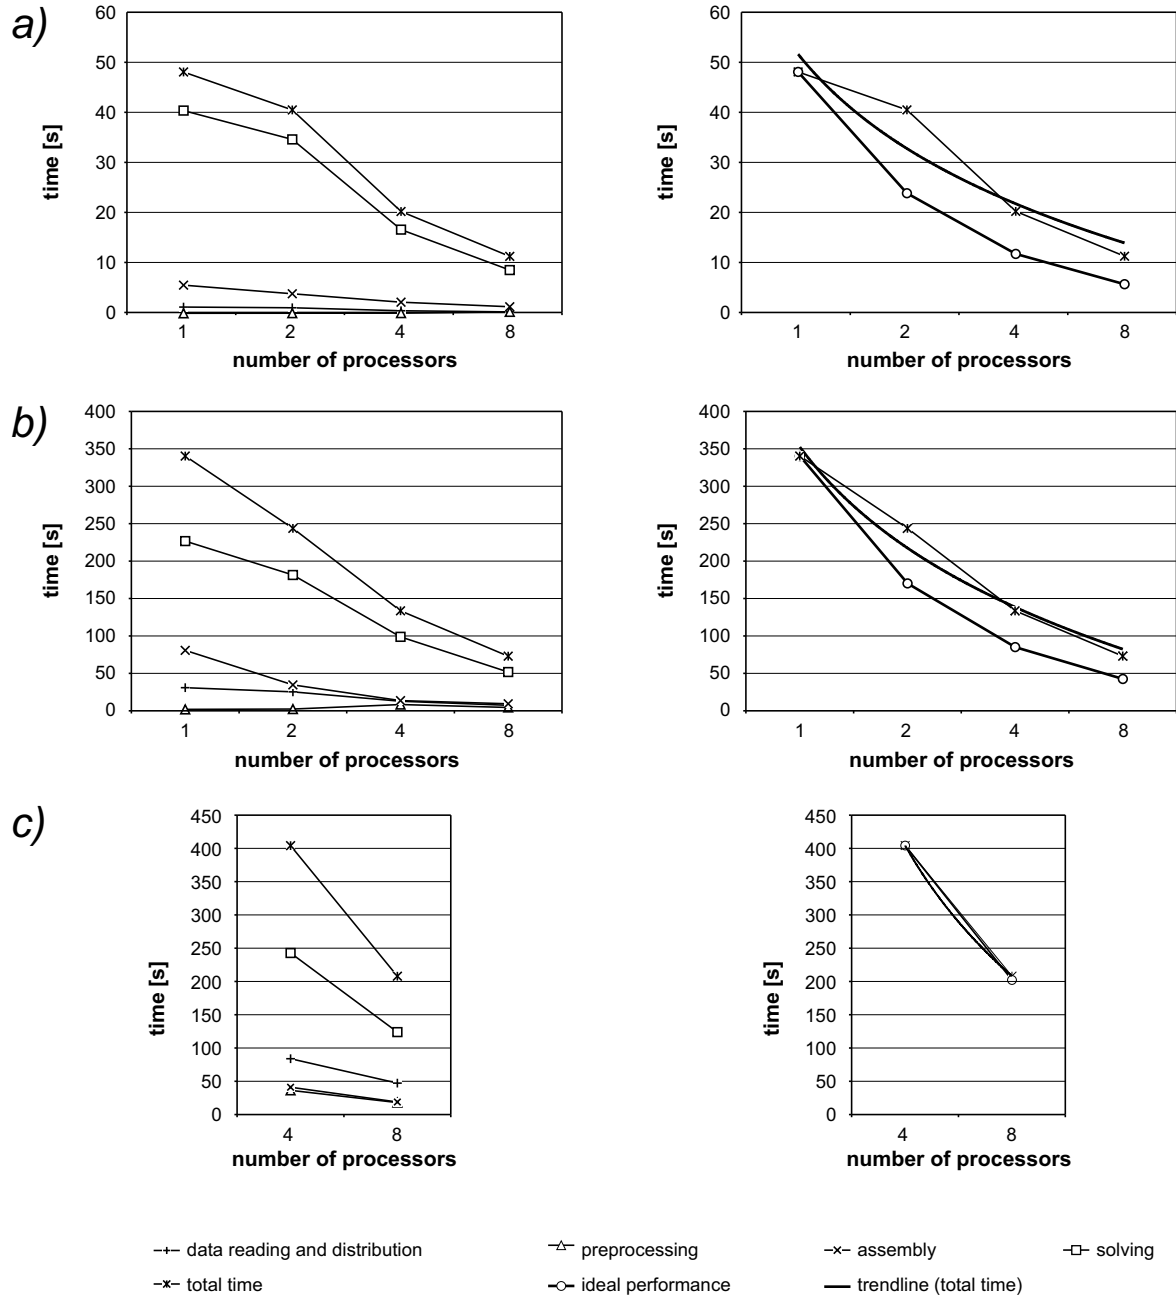 a)
60
50
40
30
20
10
0
time [s]
1 2 4 8
number of processors
60
50
40
30
20
10
0
time [s]
1 2 4 8
number of processors
b)
400
350
300
250
200
150
100
50
0
time [s]
1 2 4 8
number of processors
400
350
300
250
200
150
100
50
0
time [s]
1 2 4 8
number of processors
c)
450
400
350
300
250
200
150
100
50
0
time [s]
4 8
number of processors
450
400
350
300
250
200
150
100
50
0
time [s]
4 8
number of processors
data reading and distribution preprocessing assembly solving
total time ideal performance trendline (total time)